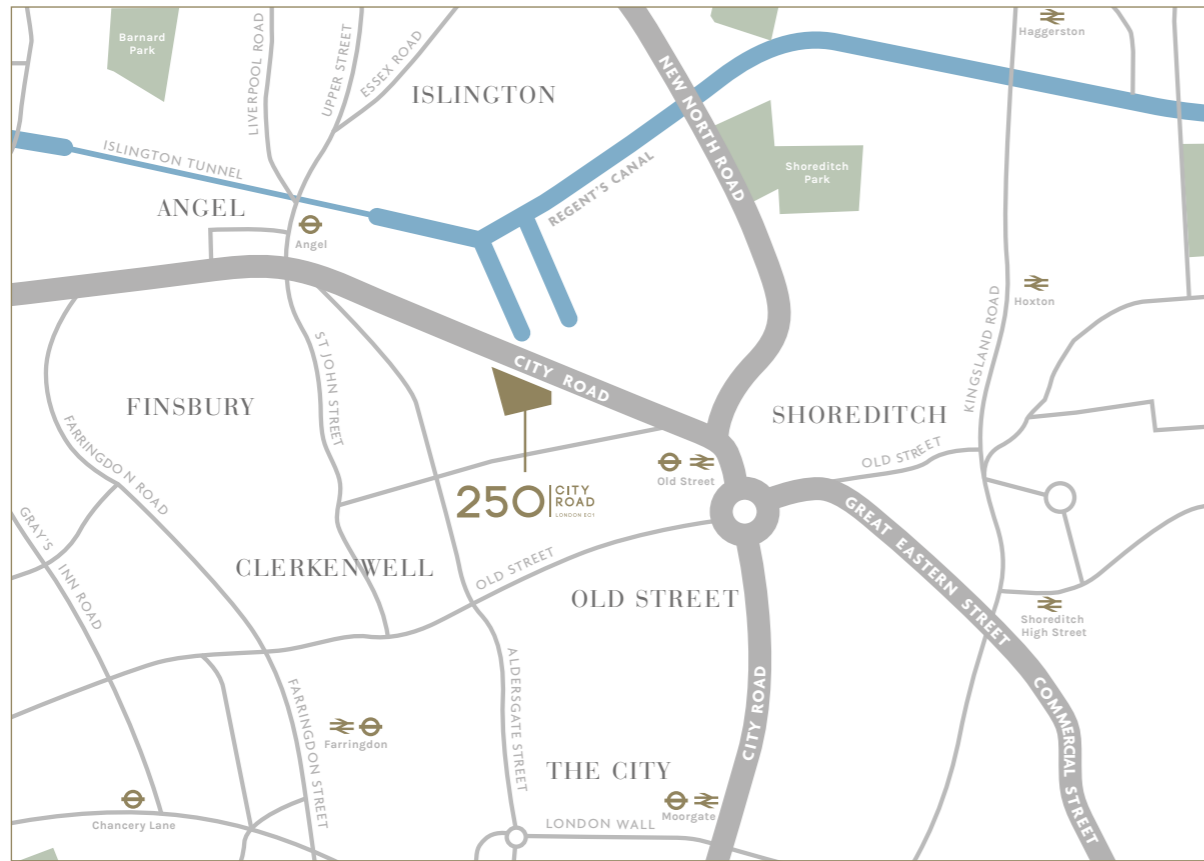 Haggerston
Barnard
Park
LIVERPOOL ROAD
UPPER STREET
ESSEX ROAD
ISLINGTON
NEW NORTH ROAD
ISLINGTON TUNNEL
REGENT'S CANAL
Shoreditch
Park
ANGEL
Angel
Hoxton
KINGSLAND ROAD
ST JOHN STREET
CITY ROAD
FINSBURY
SHOREDITCH
FARRINGDON ROAD
OLD STREET
Old Street
250
CITY
ROAD
LONDON EC1
GREAT EASTERN STREET
GRAY'S INN ROAD
CLERKENWELL
OLD STREET
OLD STREET
Shoreditch
High Street
ALDERSGATE STREET
FARRINGDON STREET
CITY ROAD
COMMERCIAL STREET
Farringdon
THE CITY
Chancery Lane
Moorgate
LONDON WALL